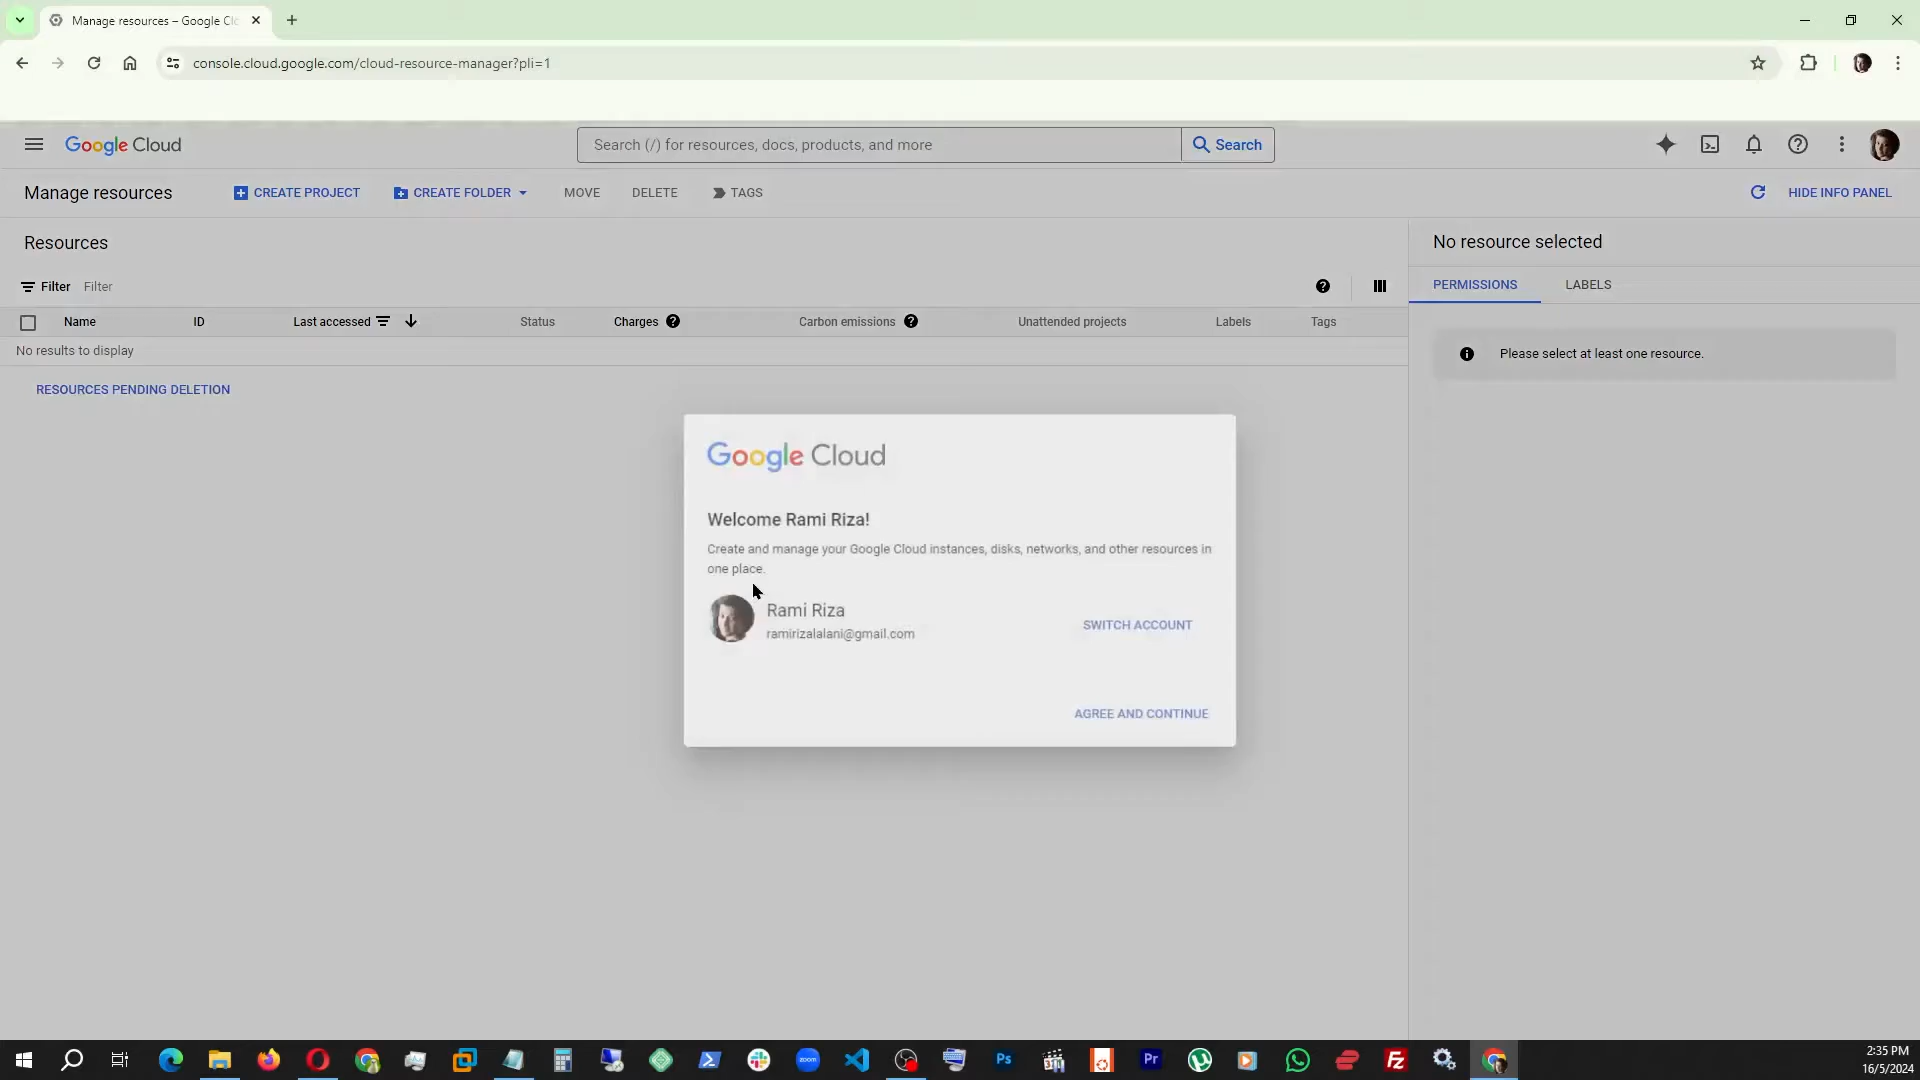 Manage resources – Google Clo
console.cloud.google.com/cloud-resource-manager?pli=1
Google Cloud
Search (/) for resources, docs, products, and more
Search
Manage resources
CREATE PROJECT
CREATE FOLDER
MOVE
DELETE
TAGS
HIDE INFO PANEL
Resources
No resource selected
Filter Filter
PERMISSIONS
LABELS
Name ID Last accessed Status Charges Carbon emissions Unattended projects Labels Tags
No results to display
Please select at least one resource.
RESOURCES PENDING DELETION
Google Cloud
Welcome Rami Riza!
Create and manage your Google Cloud instances, disks, networks, and other resources in
one place.
Rami Riza
ramirizalalani@gmail.com
SWITCH ACCOUNT
AGREE AND CONTINUE
zoom
Ps
Pr
Fz
2:35 PM
16/5/2024